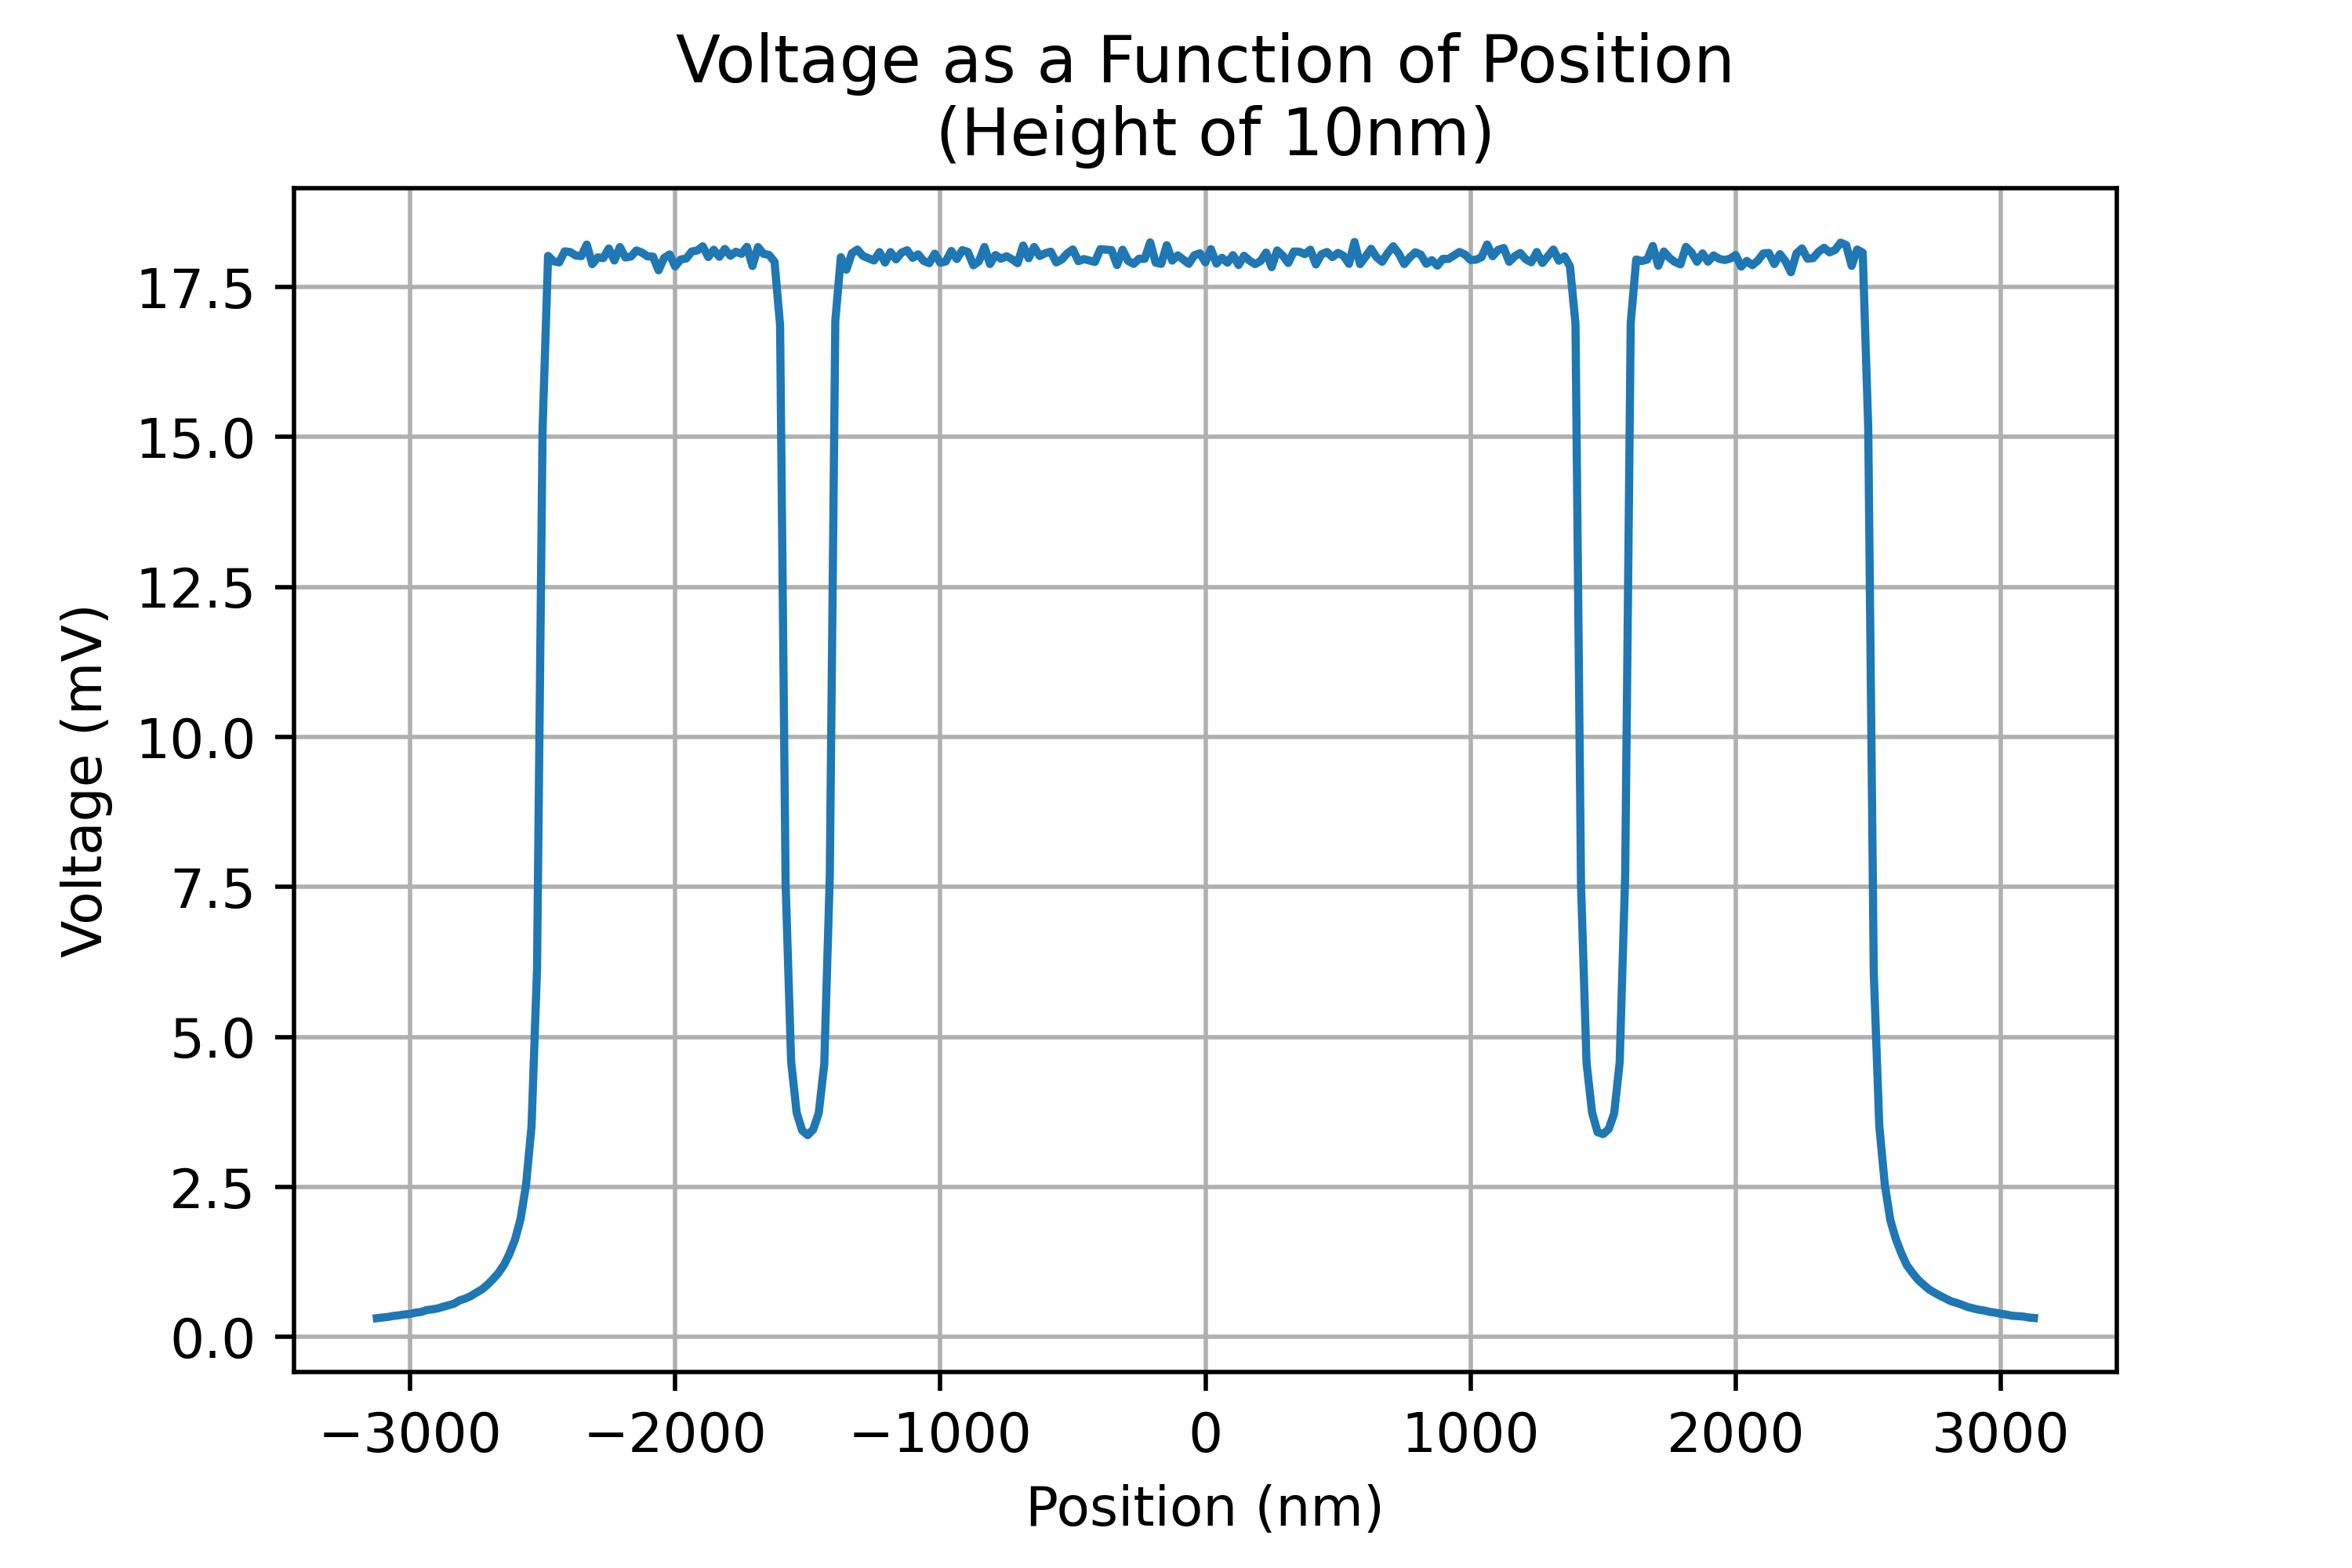 Voltage as a Function of Position
(Height of 10nm)
17.5
15.0
12.5
10.0
7.5
5.0
2.5
0.0
Voltage (mV)
−3000 −2000 −1000 0 1000 2000 3000
Position (nm)